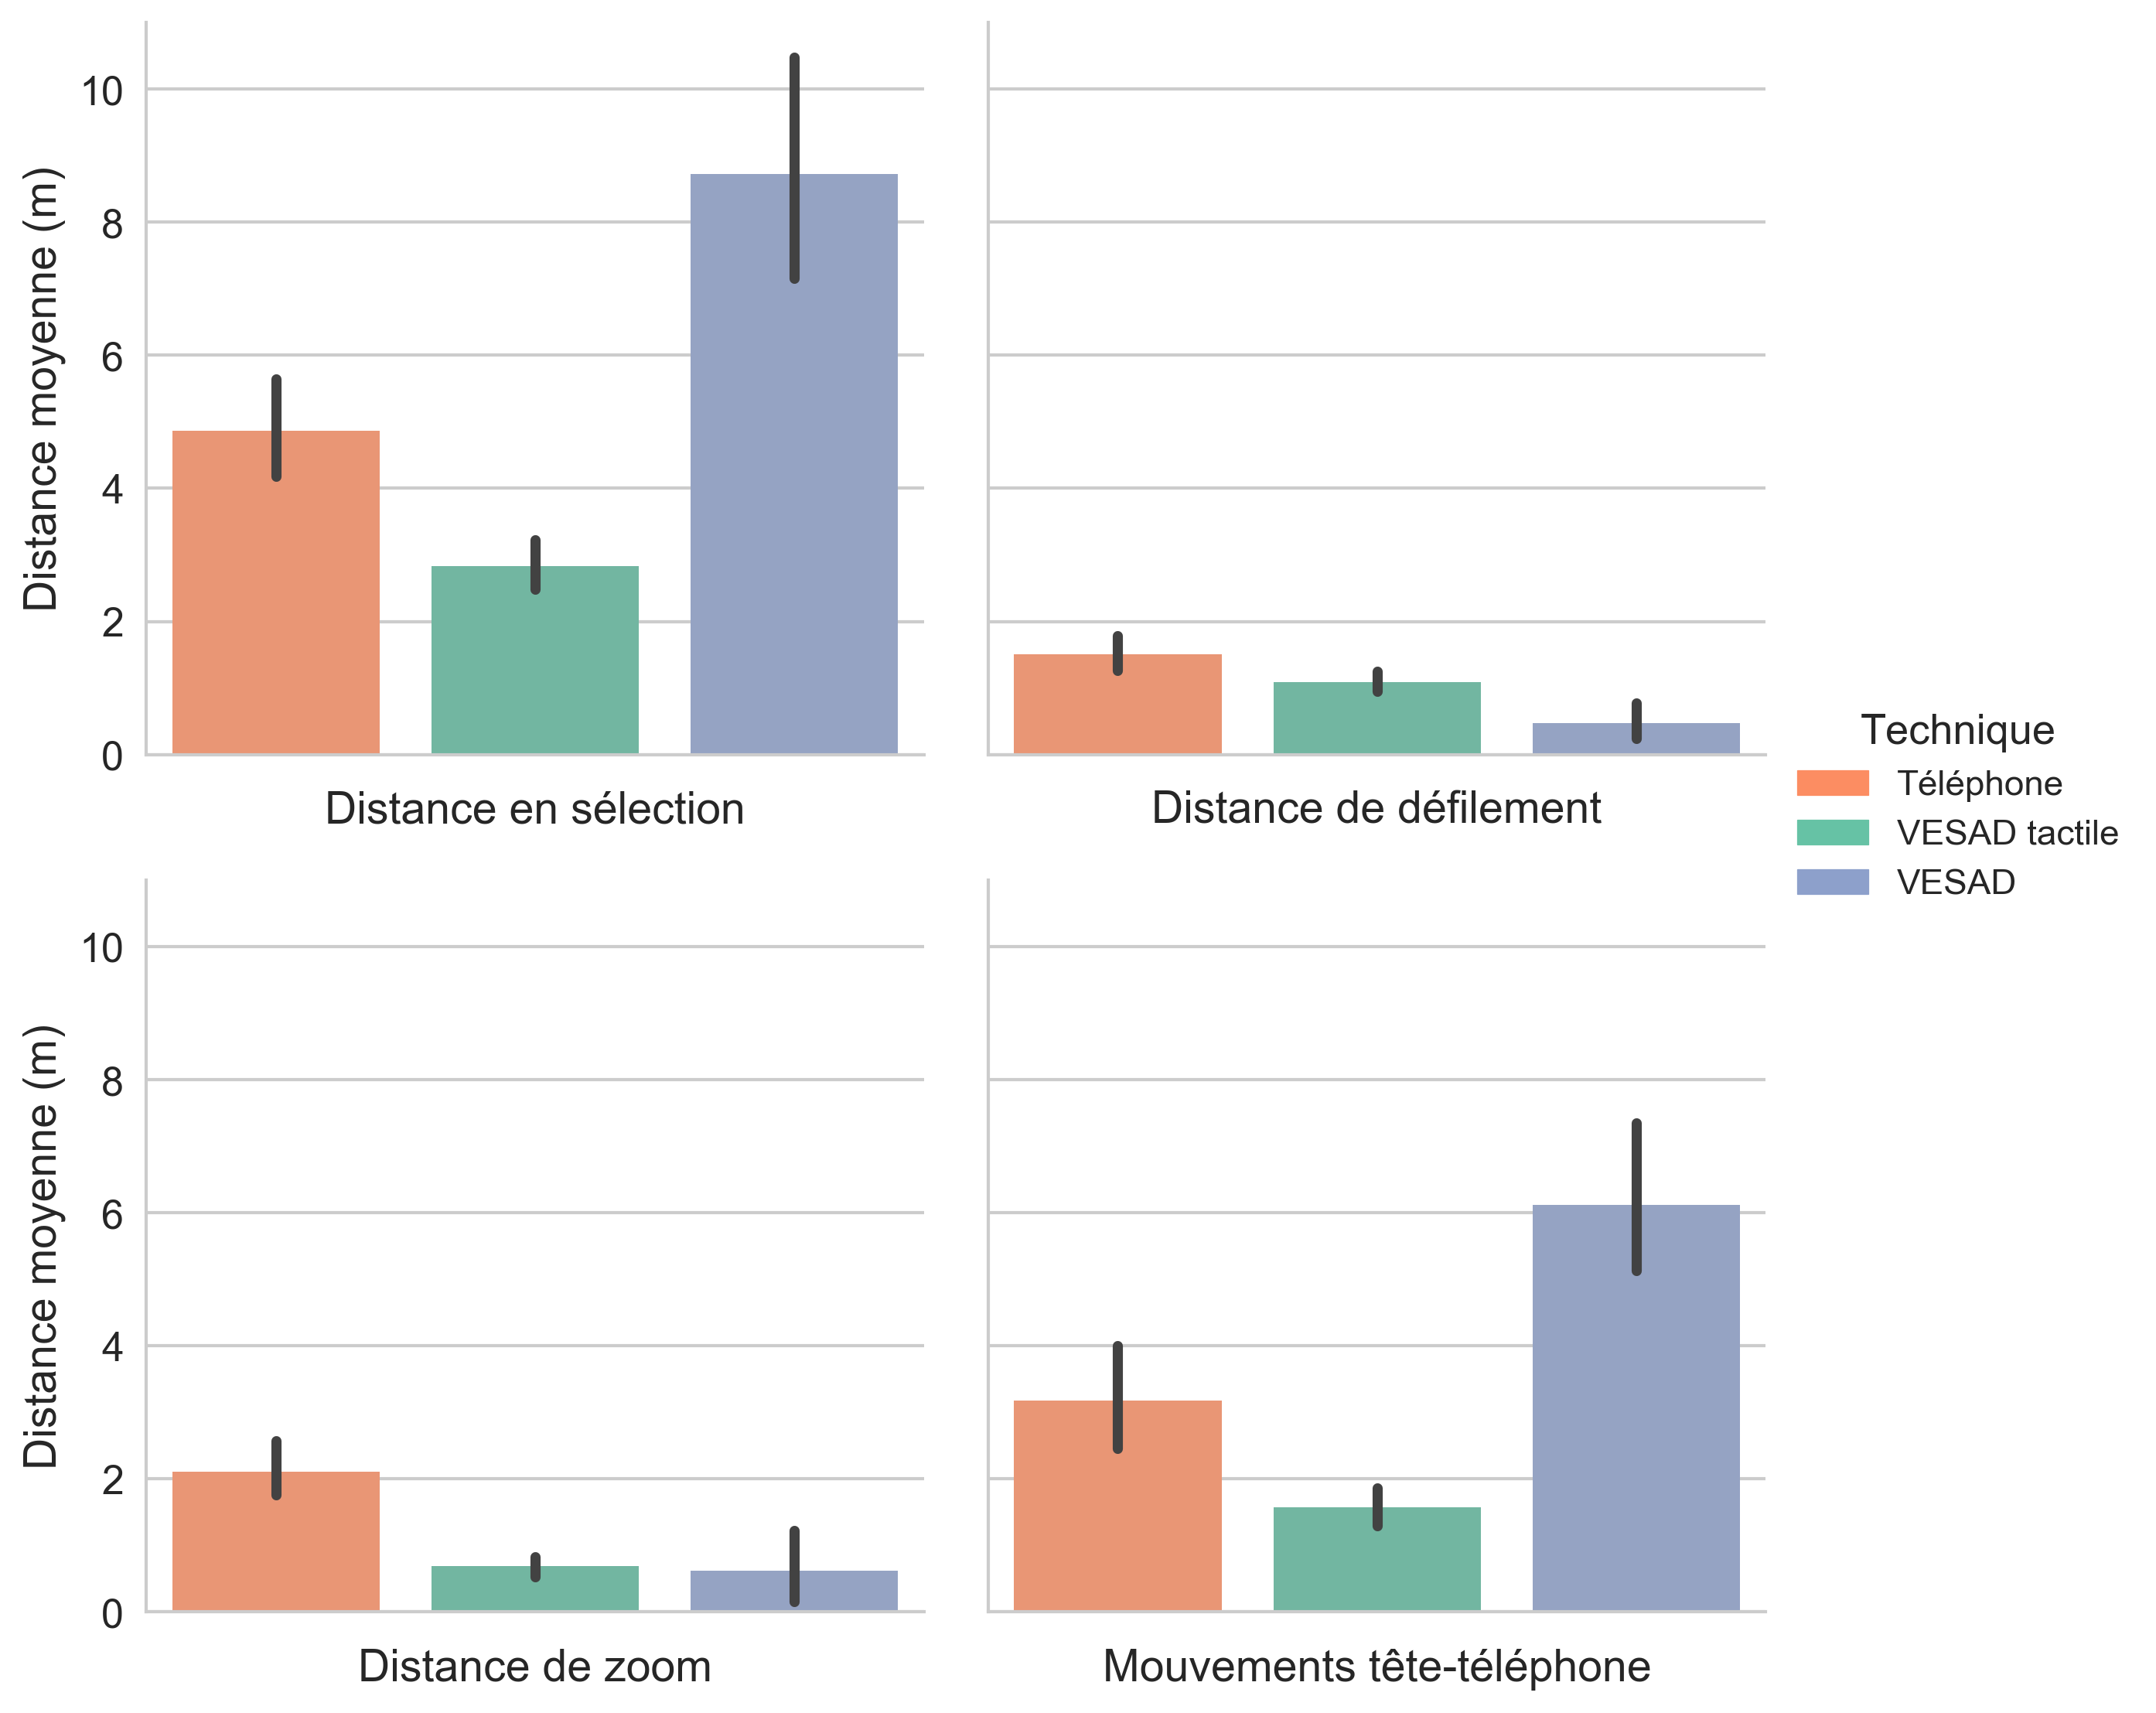 Distance moyenne (m)
10
8
6
4
2
0
Distance en sélection
Distance de défilement
Technique
Téléphone
VESAD tactile
VESAD
Distance moyenne (m)
10
8
6
4
2
0
Distance de zoom
Mouvements tête-téléphone